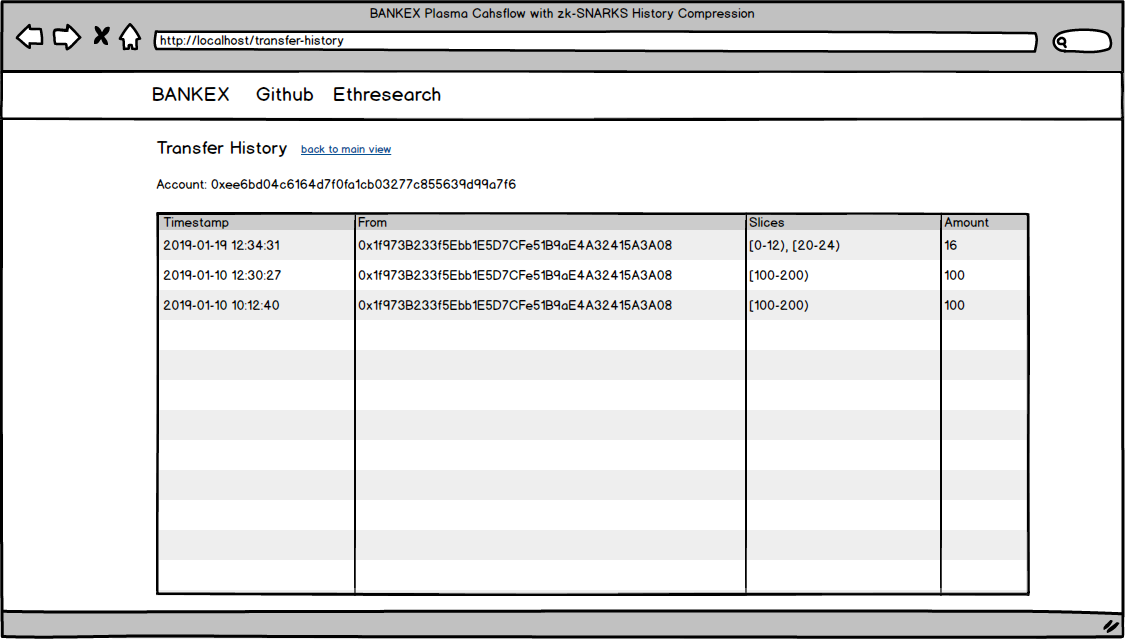 BANKEX Plasma Cahsflow with zk-SNARKS History Compression
http://localhost/transfer-history
BANKEX Github Ethresearch
Transfer History back to main view
Account: 0xee6bd04c6164d7f0fa1cb03277c855639d99a7f6
Timestamp From Slices Amount
2019-01-19 12:34:31 0x1f973B233f5Ebb1E5D7CFe51B9aE4A32415A3A08 [0-12), [20-24) 16
2019-01-10 12:30:27 0x1f973B233f5Ebb1E5D7CFe51B9aE4A32415A3A08 [100-200) 100
2019-01-10 10:12:40 0x1f973B233f5Ebb1E5D7CFe51B9aE4A32415A3A08 [100-200) 100